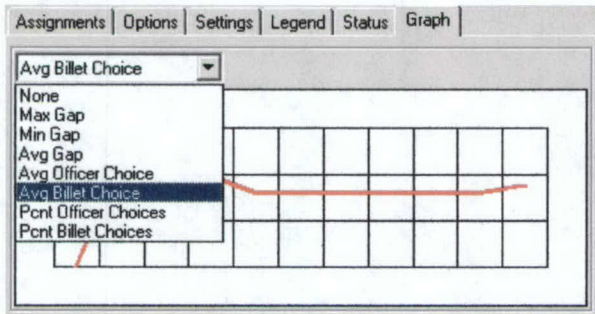 Assignments Options Settings Legend Status Graph
Avg Billet Choice
None
Max Gap
Min Gap
Avg Gap
Avg Officer Choice
Avg Billet Choice
Pcnt Officer Choices
Pcnt Billet Choices